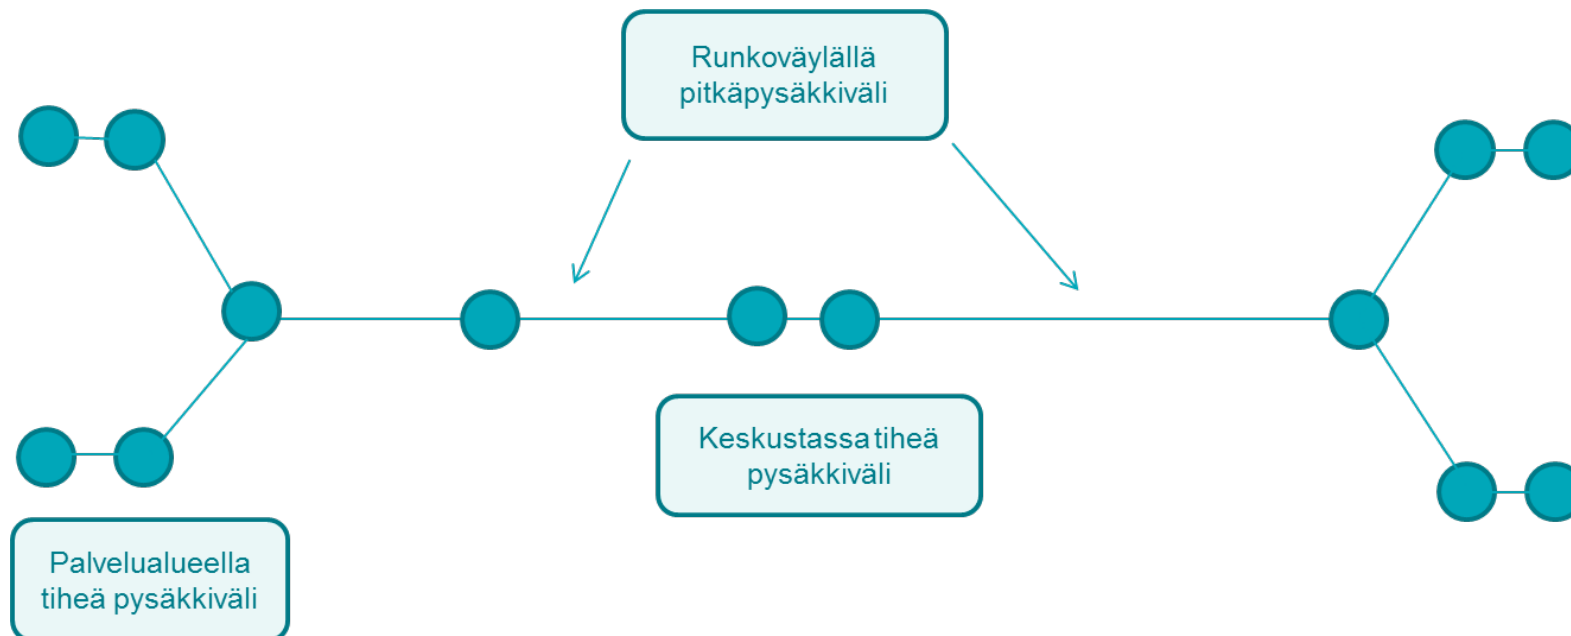 Runkoväylällä
pitkäpysäkkiväli
Keskustassa tiheä
pysäkkiväli
Palvelualueella
tiheä pysäkkiväli